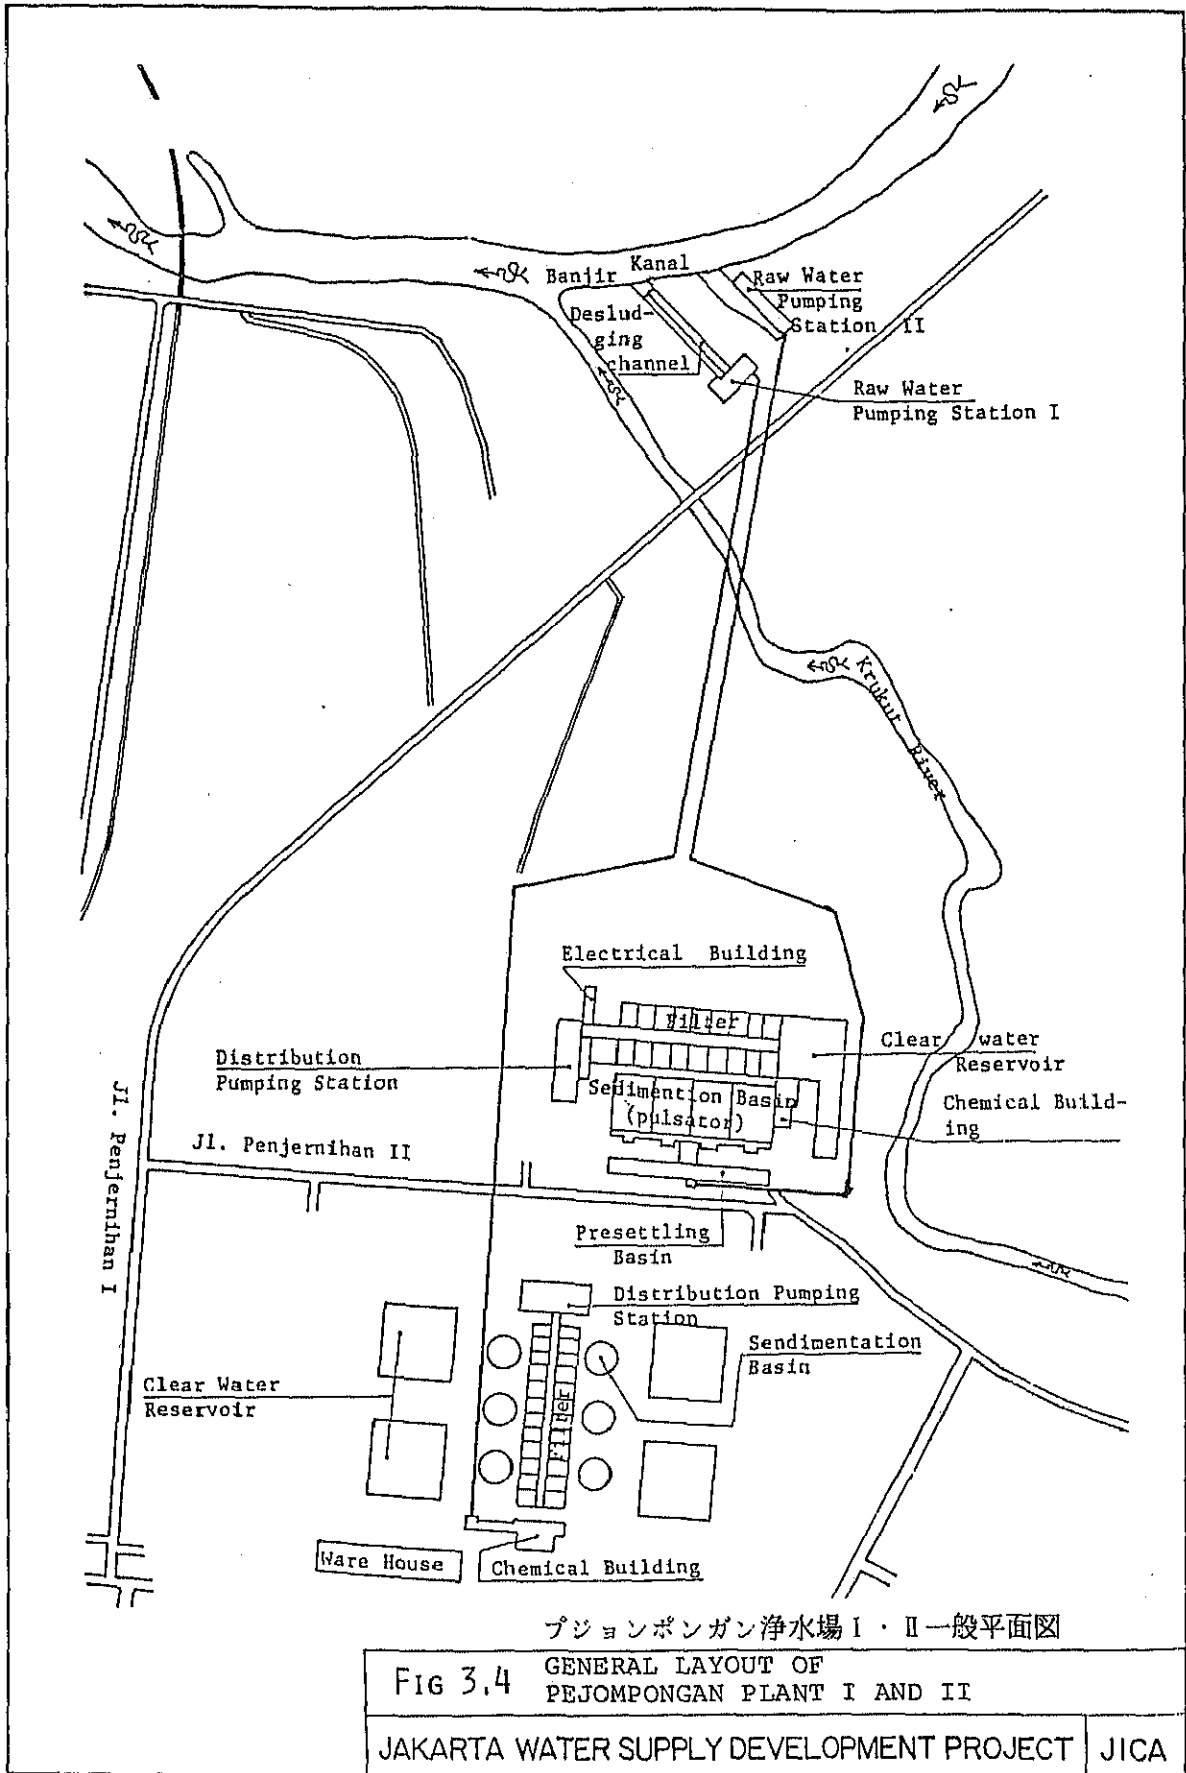 Banjir Kanal
Raw Water
Pumping
Station II
Deslud-
ging
channel
Raw Water
Pumping Station I
Krukut River
Electrical Building
Filter
Distribution
Pumping Station
Clear water
Reservoir
Sedimention Basin
(pulsator)
Chemical Build-
ing
Jl. Penjernihan I
Jl. Penjernihan II
Presettling
Basin
Distribution Pumping
Station
Sendimentation
Basin
Clear Water
Reservoir
Filter
Ware House
Chemical Building
プジョンポンガン浄水場Ⅰ・Ⅱ一般平面図
FIG 3.4
GENERAL LAYOUT OF
PEJOMPONGAN PLANT I AND II
JAKARTA WATER SUPPLY DEVELOPMENT PROJECT
JICA